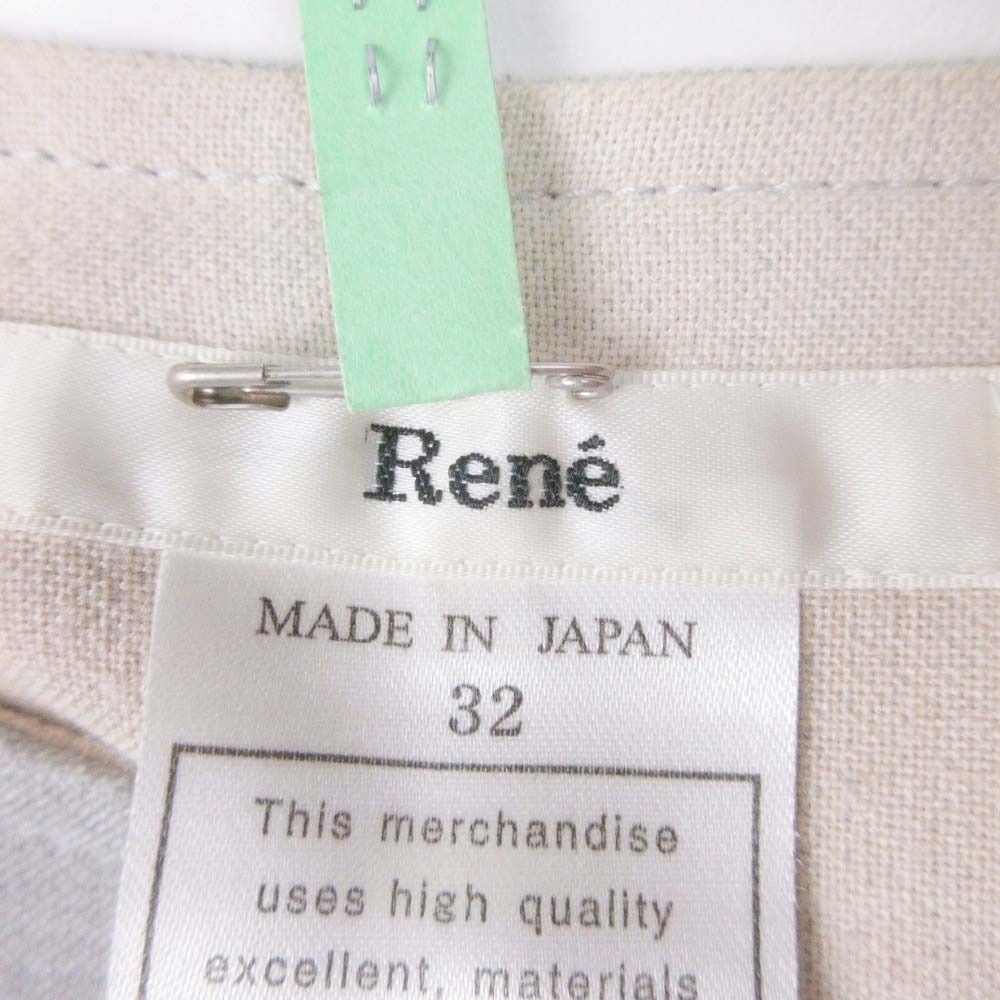 René
MADE IN JAPAN
32
This merchandise
uses high quality
excellent, materials